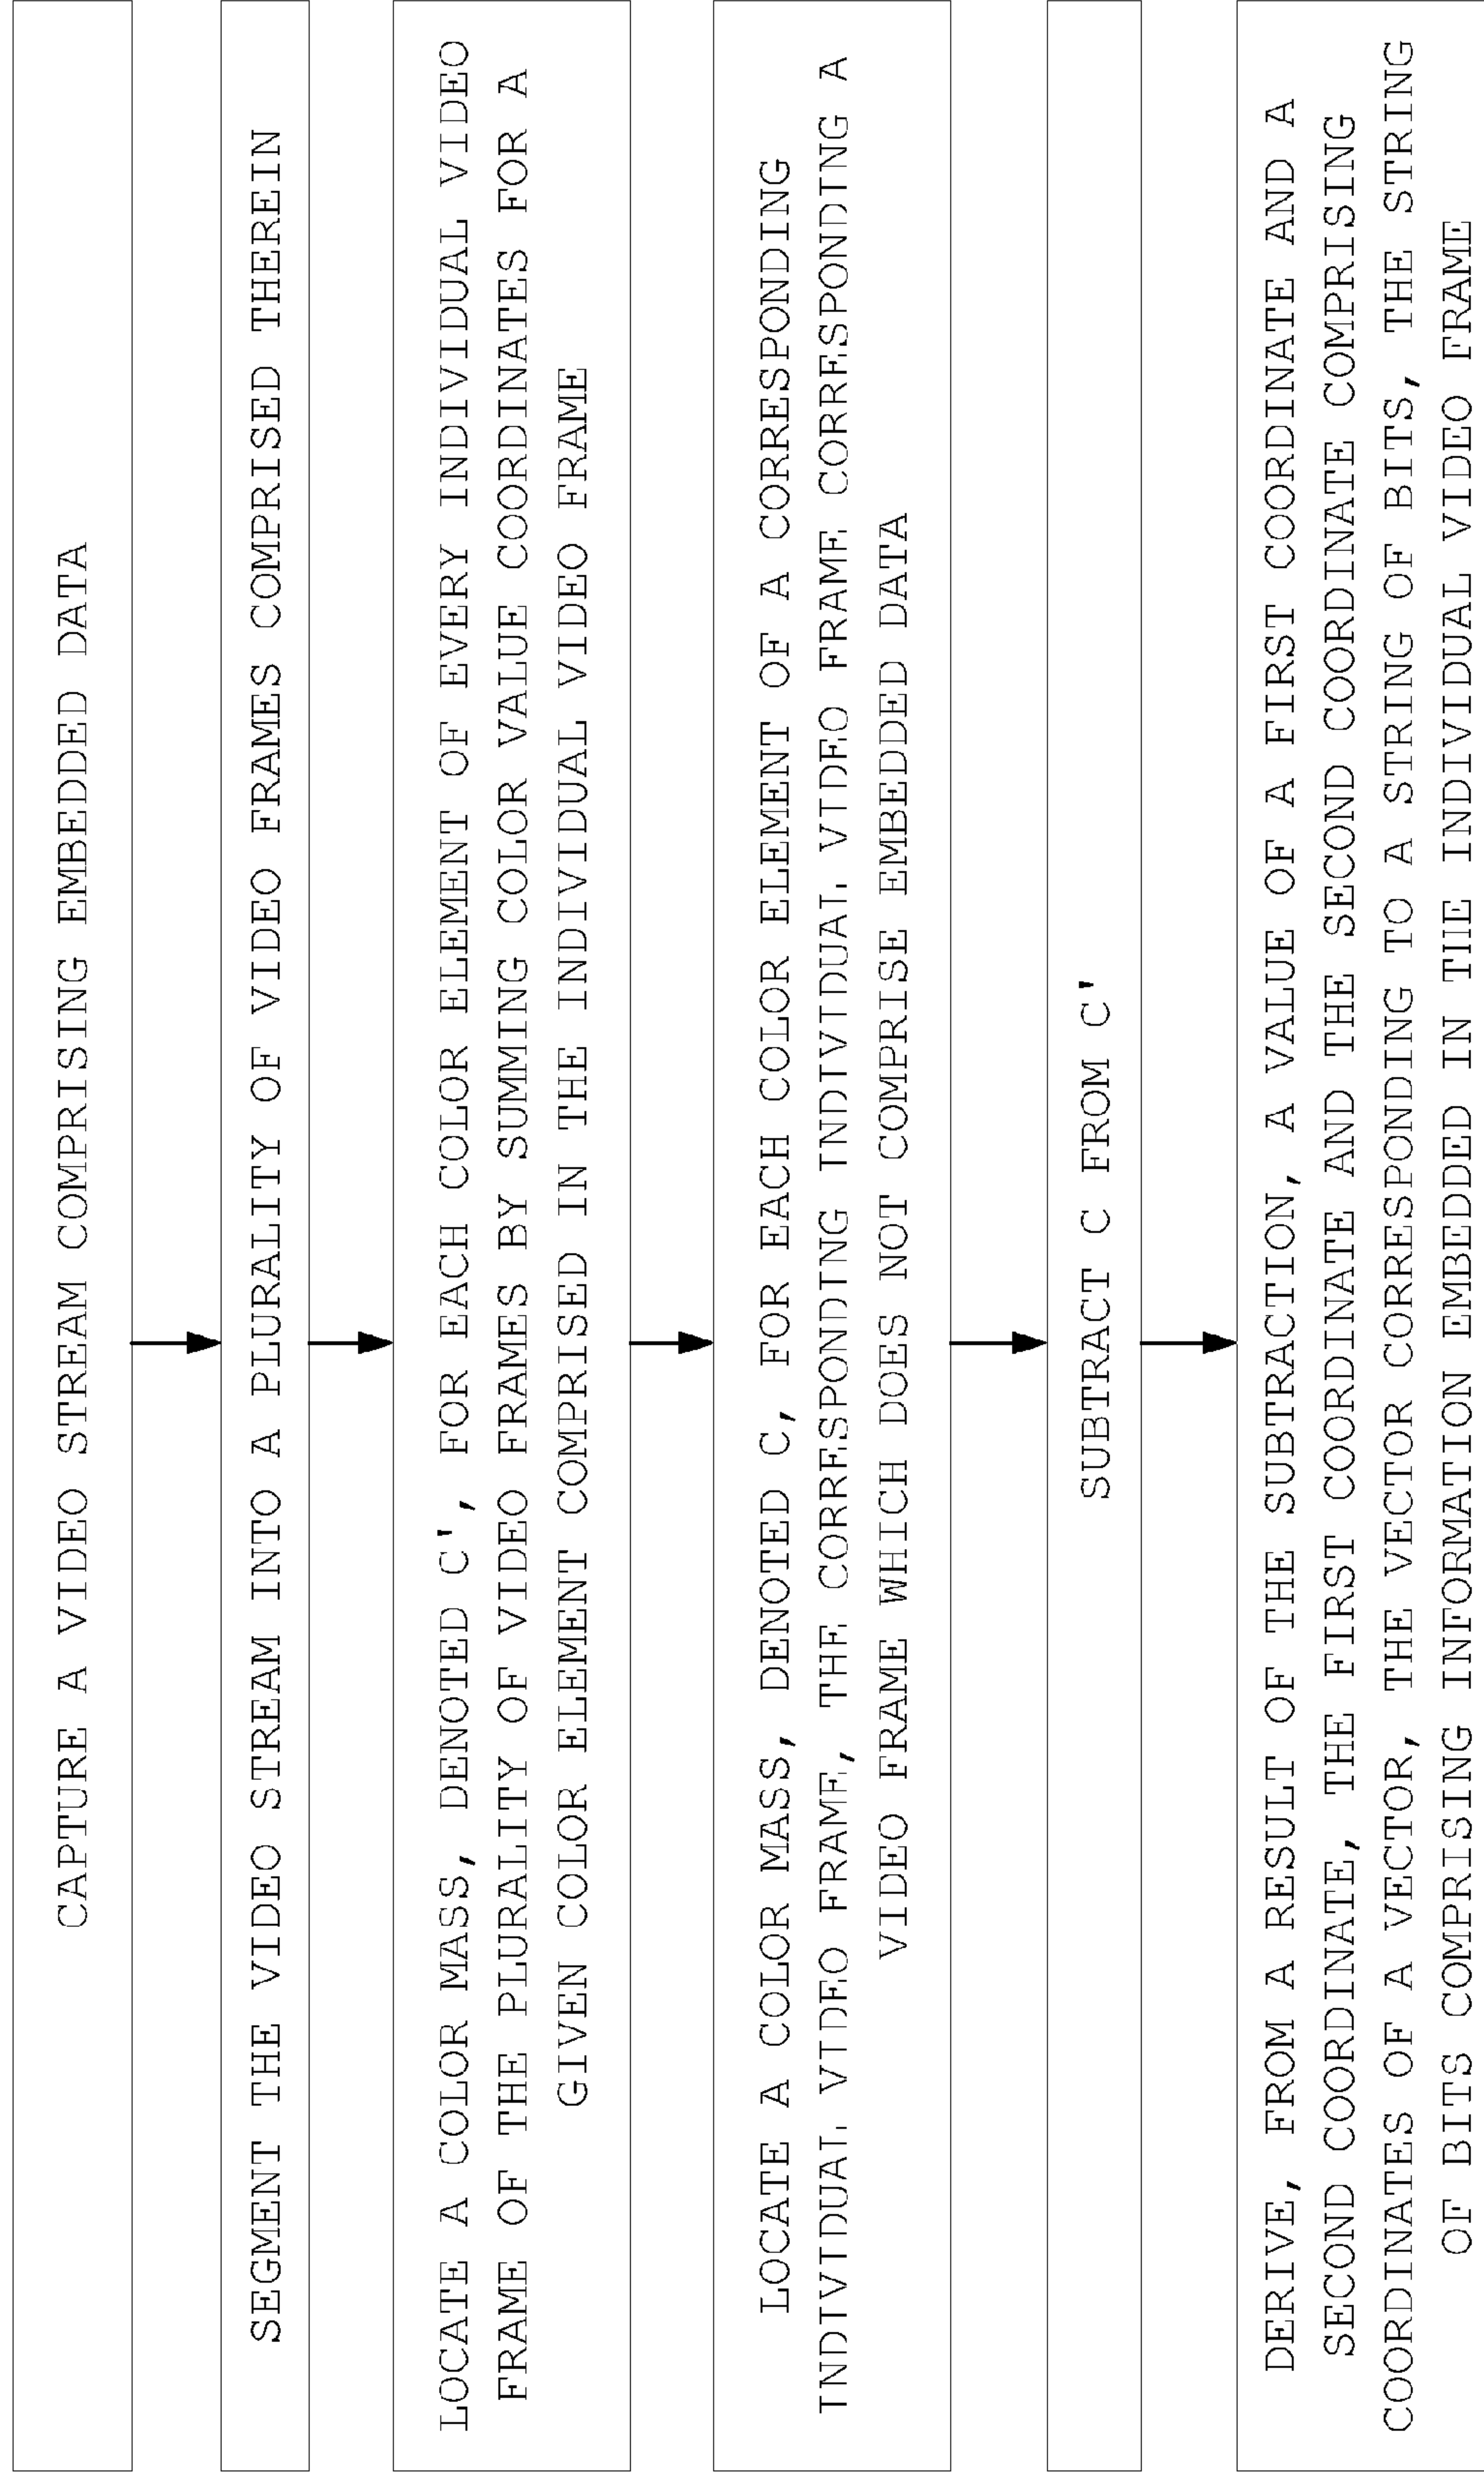 CAPTURE A VIDEO STREAM COMPRISING EMBEDDED DATA
SEGMENT THE VIDEO STREAM INTO A PLURALITY OF VIDEO FRAMES COMPRISED THEREIN
LOCATE A COLOR MASS, DENOTED C', FOR EACH COLOR ELEMENT OF EVERY INDIVIDUAL VIDEO
FRAME OF THE PLURALITY OF VIDEO FRAMES BY SUMMING COLOR VALUE COORDINATES FOR A
GIVEN COLOR ELEMENT COMPRISED IN THE INDIVIDUAL VIDEO FRAME
LOCATE A COLOR MASS, DENOTED C, FOR EACH COLOR ELEMENT OF A CORRESPONDING
INDIVIDUAL VIDEO FRAME, THE CORRESPONDING INDIVIDUAL VIDEO FRAME CORRESPONDING A
VIDEO FRAME WHICH DOES NOT COMPRISE EMBEDDED DATA
SUBTRACT C FROM C'
DERIVE, FROM A RESULT OF THE SUBTRACTION, A VALUE OF A FIRST COORDINATE AND A
SECOND COORDINATE, THE FIRST COORDINATE AND THE SECOND COORDINATE COMPRISING
COORDINATES OF A VECTOR, THE VECTOR CORRESPONDING TO A STRING OF BITS, THE STRING
OF BITS COMPRISING INFORMATION EMBEDDED IN THE INDIVIDUAL VIDEO FRAME